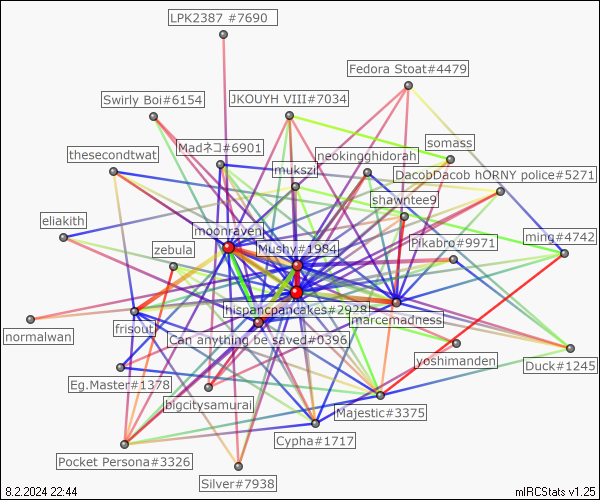 LPK2387 #7690
Fedora Stoat#4479
Swirly Boi#6154
JKOUYH VIII#7034
somass
Madネコ#6901
neokingghidorah
thesecondtwat
mukszi
DacobDacob hORNY police#5271
shawntee9
eliakith
moonraven
zebula
Mushy#1984
Pikabro#9971
ming#4742
hispancpancakes#2928
marcemadness
normalwan
frisout
Can anything be saved#0396
yoshimanden
Duck#1245
Eg.Master#1378
bigcitysamurai
Majestic#3375
Cypha#1717
Pocket Persona#3326
Silver#7938
8.2.2024 22:44
mIRCStats v1.25